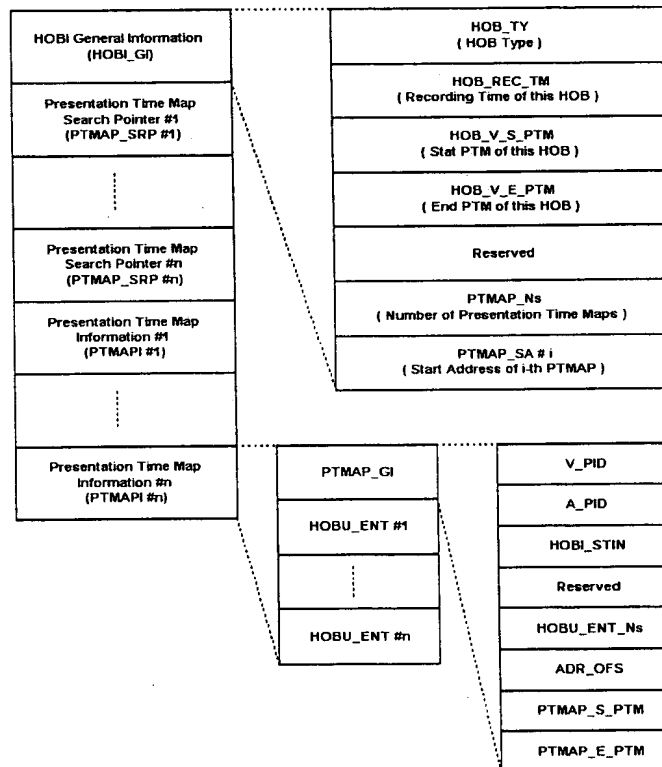 HOBI General Information
(HOBI_GI)
Presentation Time Map
Search Pointer #1
(PTMAP_SRP #1)
Presentation Time Map
Search Pointer #n
(PTMAP_SRP #n)
Presentation Time Map
Information #1
(PTMAPI #1)
Presentation Time Map
Information #n
(PTMAPI #n)
HOB_TY
( HOB Type )
HOB_REC_TM
( Recording Time of this HOB )
HOB_V_S_PTM
( Stat PTM of this HOB )
HOB_V_E_PTM
( End PTM of this HOB )
Reserved
PTMAP_Ns
( Number of Presentation Time Maps )
PTMAP_SA # i
( Start Address of i-th PTMAP )
PTMAP_GI
HOBU_ENT #1
HOBU_ENT #n
V_PID
A_PID
HOBI_STIN
Reserved
HOBU_ENT_Ns
ADR_OFS
PTMAP_S_PTM
PTMAP_E_PTM